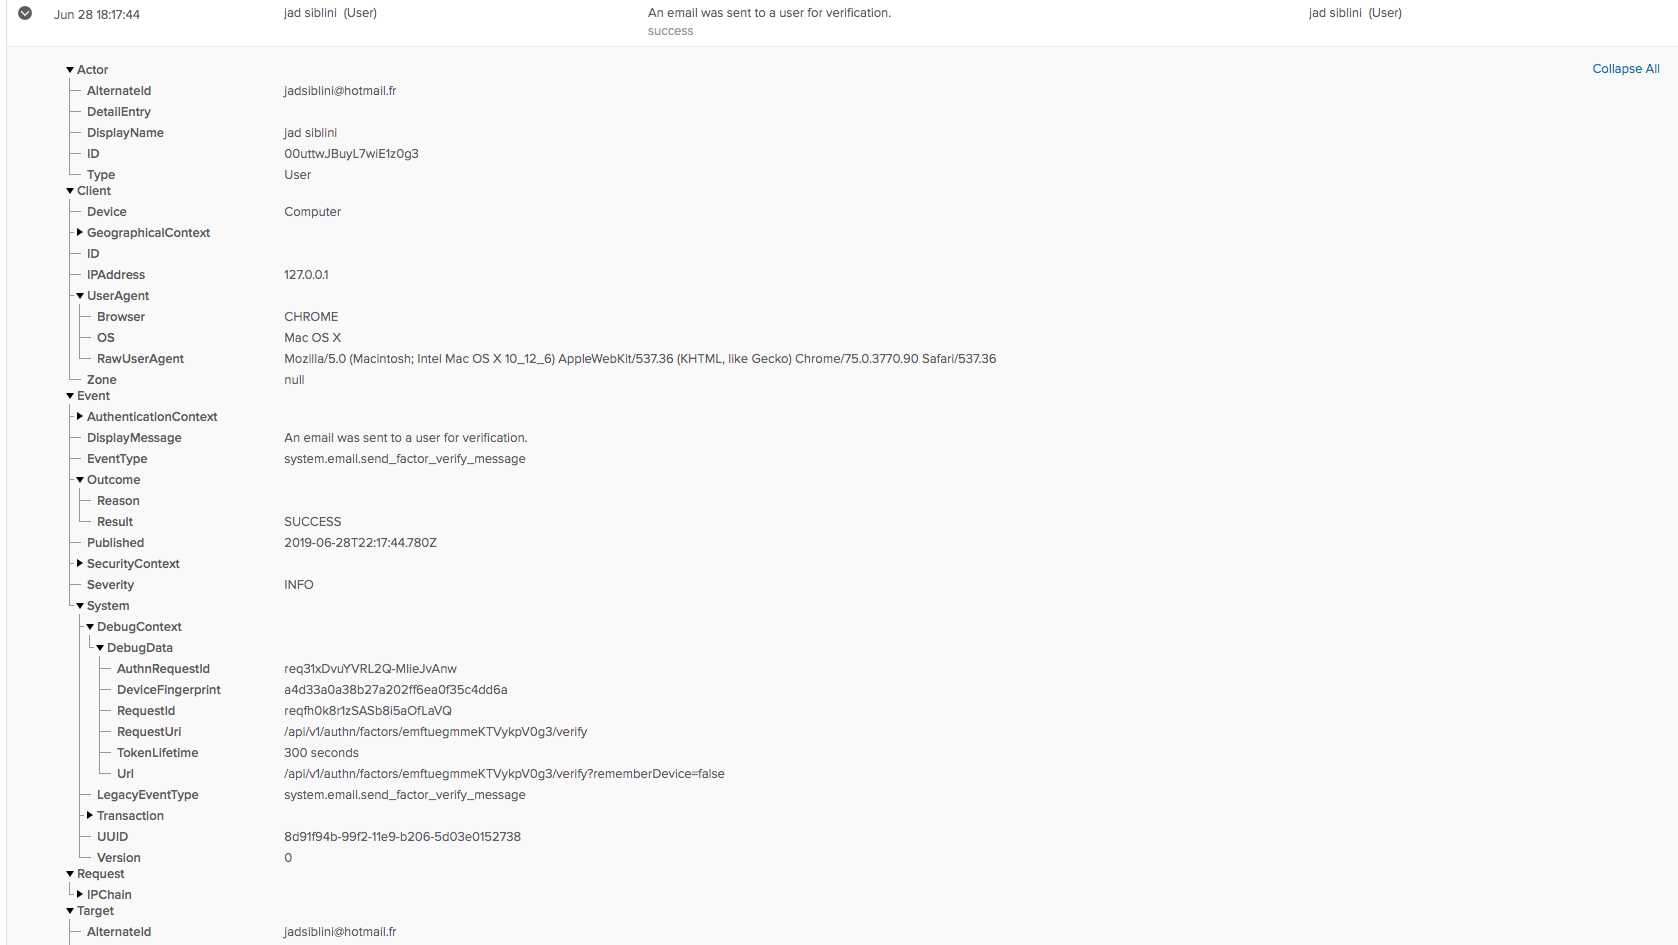 Jun 28 18:17:44 jad siblini (User) An email was sent to a user for verification. jad siblini (User)
success
Actor Collapse All
AlternateId jadsiblini@hotmail.fr
DetailEntry
DisplayName jad siblini
ID 00uttwJBuyL7wiE1z0g3
Type User
Client
Device Computer
GeographicalContext
ID
IPAddress 127.0.0.1
UserAgent
Browser CHROME
OS Mac OS X
RawUserAgent Mozilla/5.0 (Macintosh; Intel Mac OS X 10_12_6) AppleWebKit/537.36 (KHTML, like Gecko) Chrome/75.0.3770.90 Safari/537.36
Zone null
Event
AuthenticationContext
DisplayMessage An email was sent to a user for verification.
EventType system.email.send_factor_verify_message
Outcome
Reason
Result SUCCESS
Published 2019-06-28T22:17:44.780Z
SecurityContext
Severity INFO
System
DebugContext
DebugData
AuthnRequestId req31xDvuYVRL2Q-MlieJvAnw
DeviceFingerprint a4d33a0a38b27a202ff6ea0f35c4dd6a
RequestId reqfh0k8r1zSASb8i5aOfLaVQ
RequestUri /api/v1/authn/factors/emftuegmmeKTVykpV0g3/verify
TokenLifetime 300 seconds
Url /api/v1/authn/factors/emftuegmmeKTVykpV0g3/verify?rememberDevice=false
LegacyEventType system.email.send_factor_verify_message
Transaction
UUID 8d91f94b-99f2-11e9-b206-5d03e0152738
Version 0
Request
IPChain
Target
AlternateId jadsiblini@hotmail.fr